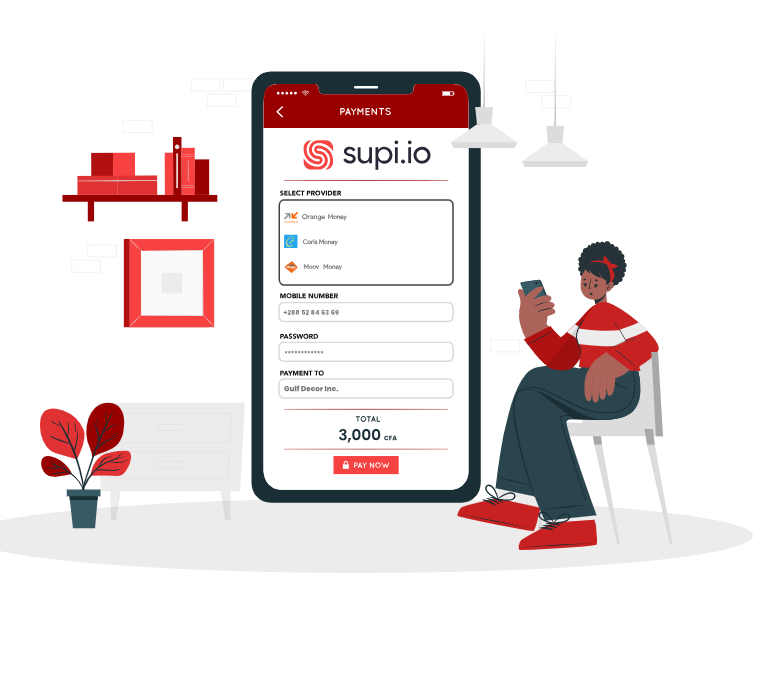 PAYMENTS
supi.io
SELECT PROVIDER
Orange Money
Coris Money
Moov Money
MOBILE NUMBER
+288 52 84 63 69
PASSWORD
************
PAYMENT TO
Gulf Decor Inc.
TOTAL
3,000 CFA
PAY NOW